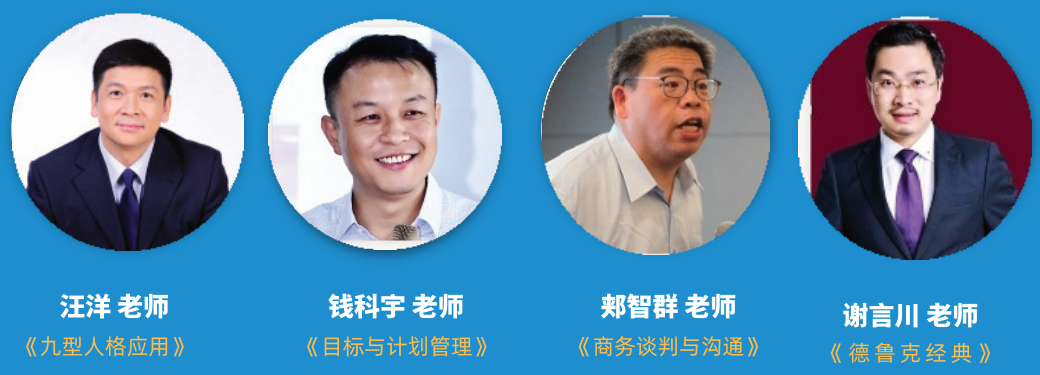 汪洋 老师
《九型人格应用》
钱科宇 老师
《目标与计划管理》
郏智群 老师
《商务谈判与沟通》
谢言川 老师
《德鲁克经典》